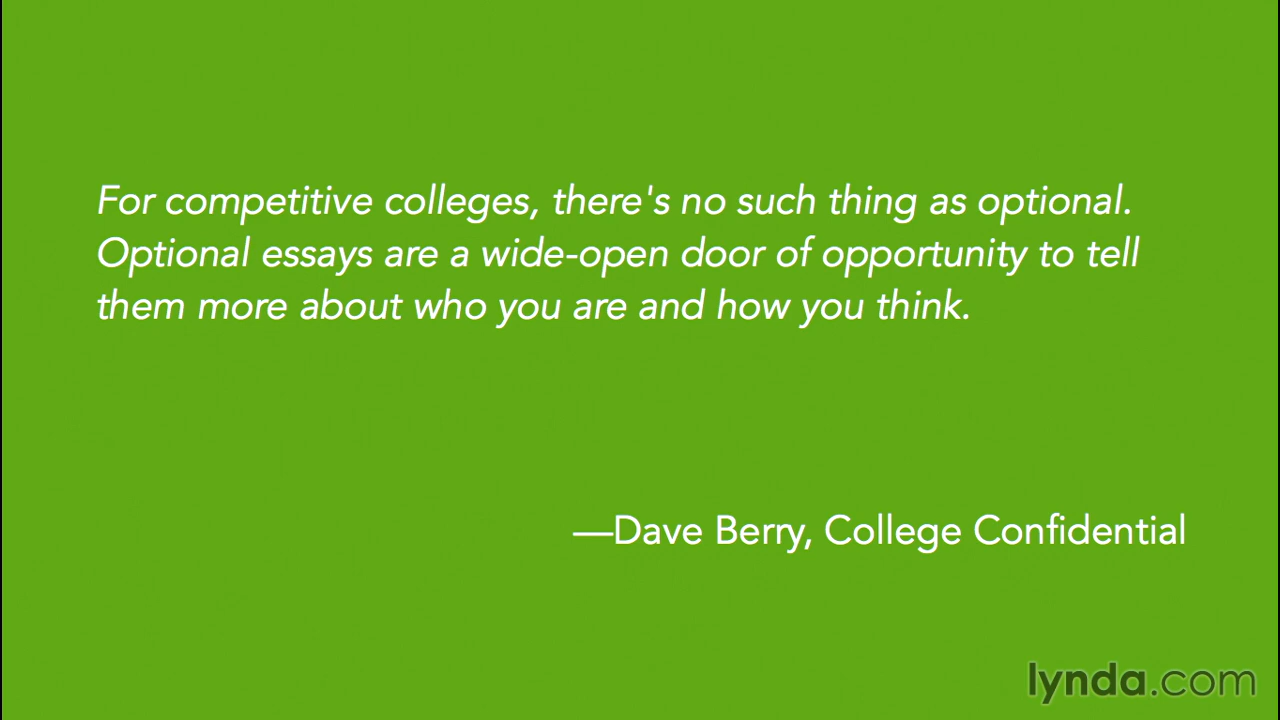 For competitive colleges, there's no such thing as optional.
Optional essays are a wide-open door of opportunity to tell
them more about who you are and how you think.
—Dave Berry, College Confidential
lynda.com